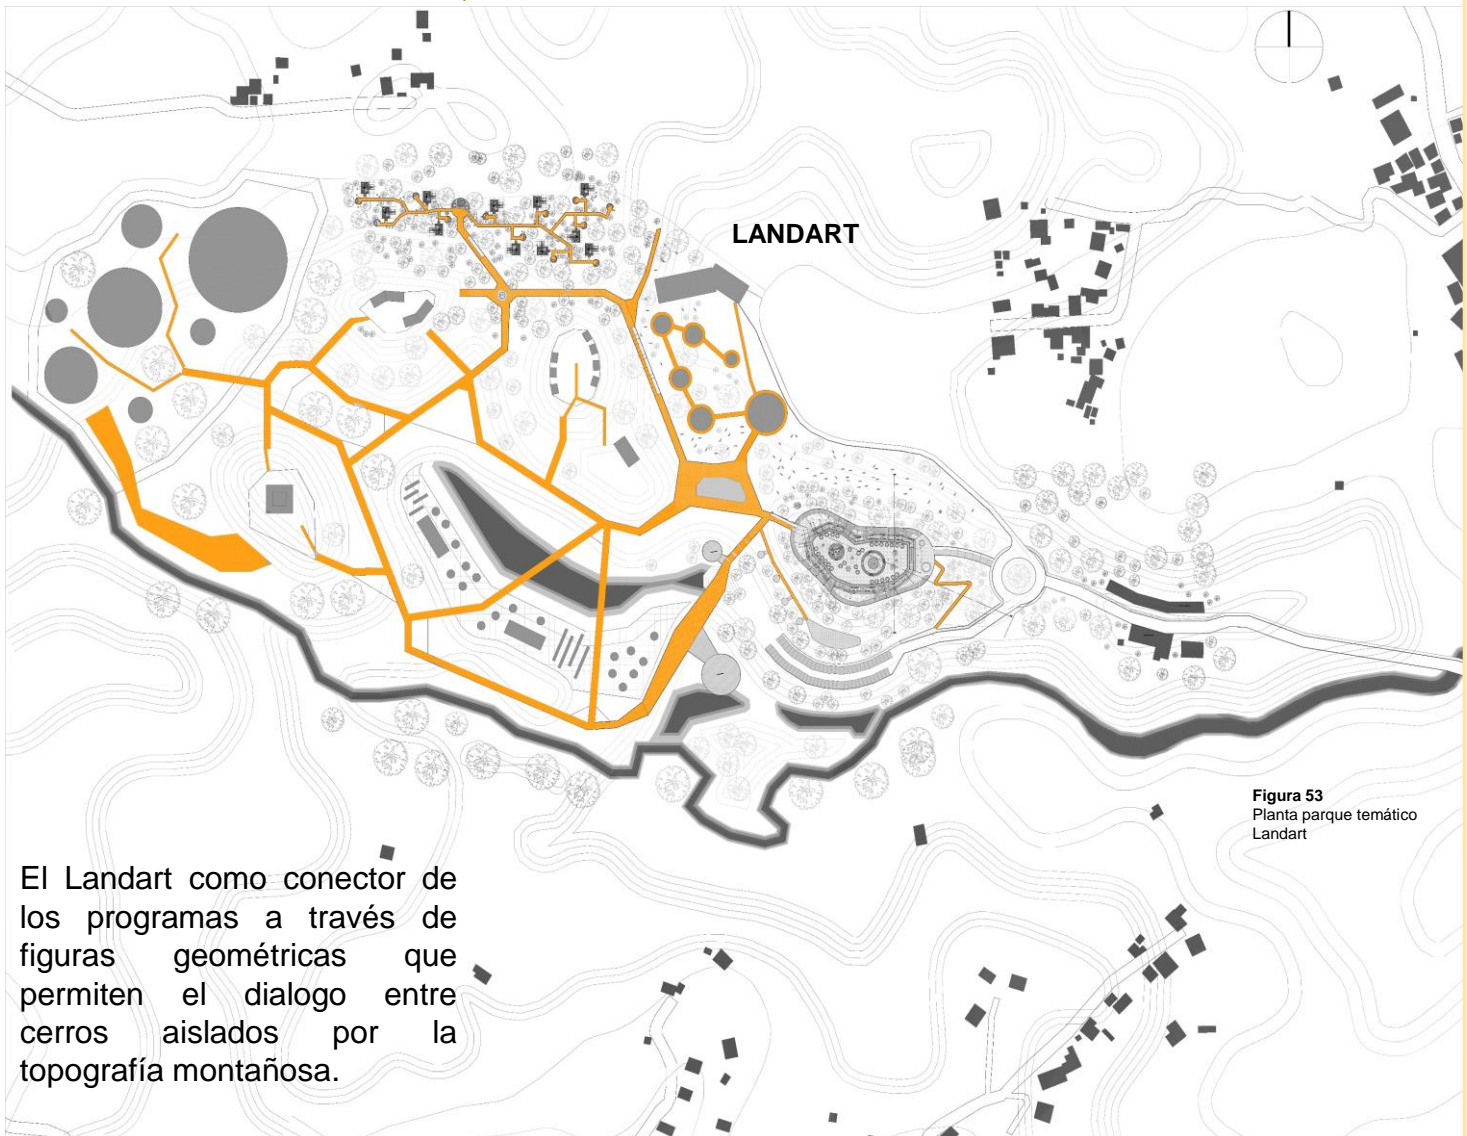 LANDART
Figura 53
Planta parque temático
Landart
El Landart como conector de
los programas a través de
figuras geométricas que
permiten el dialogo entre
cerros aislados por la
topografía montañosa.